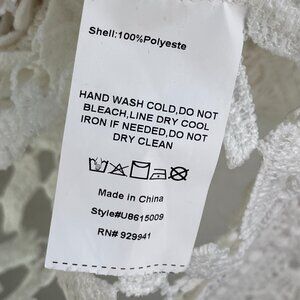 Shell:100%Polyeste
HAND WASH COLD,DO NOT
BLEACH,LINE DRY COOL
IRON IF NEEDED,DO NOT
DRY CLEAN
Made in China
Style#U8615009
RN# 929941